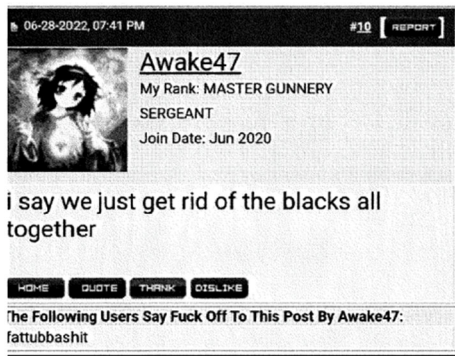 06-28-2022, 07:41 PM
#10 [ REPORT ]
Awake47
My Rank: MASTER GUNNERY
SERGEANT
Join Date: Jun 2020
i say we just get rid of the blacks all
together
HOME QUOTE THANK DISLIKE
The Following Users Say Fuck Off To This Post By Awake47:
fattubbashit